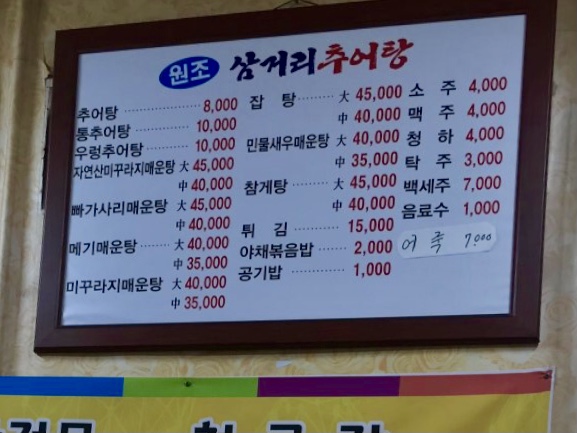 원조 삼거리추어탕
추어탕 8,000
통추어탕 10,000
우렁추어탕 10,000
자연산미꾸라지매운탕 大 45,000
中 40,000
빠가사리매운탕 大 45,000
中 40,000
메기매운탕 大 40,000
中 35,000
미꾸라지매운탕 大 40,000
中 35,000
잡 탕 大 45,000
中 40,000
민물새우매운탕 大 40,000
中 35,000
참게탕 大 45,000
中 40,000
튀 김 15,000
야채볶음밥 2,000
공기밥 1,000
소 주 4,000
맥 주 4,000
청 하 4,000
탁 주 3,000
백세주 7,000
음료수 1,000
어 죽 7.000